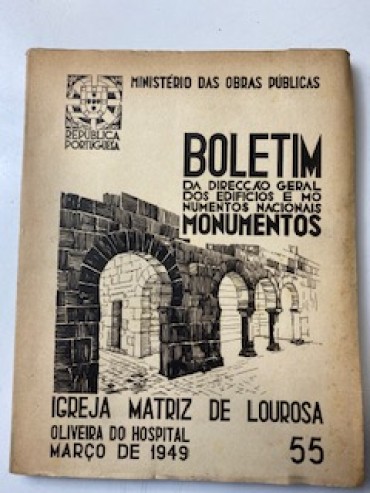 MINISTÉRIO DAS OBRAS PÚBLICAS
REPÚBLICA
PORTUGUESA
BOLETIM
DA DIRECÇÃO GERAL
DOS EDIFICIOS E MO
NUMENTOS NACIONAIS
MONUMENTOS
IGREJA MATRIZ DE LOUROSA
OLIVEIRA DO HOSPITAL
MARÇO DE 1949
55